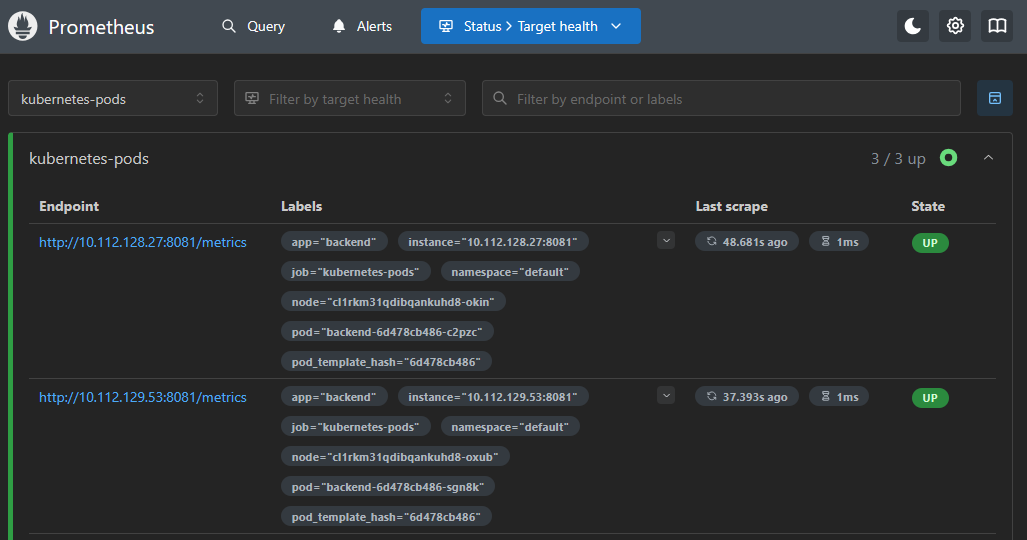 Prometheus Query Alerts Status > Target health
kubernetes-pods Filter by target health Filter by endpoint or labels
kubernetes-pods 3 / 3 up
Endpoint Labels Last scrape State
http://10.112.128.27:8081/metrics app="backend" instance="10.112.128.27:8081" 48.681s ago 1ms UP
job="kubernetes-pods" namespace="default"
node="cl1rkm31qdibqankuhd8-okin"
pod="backend-6d478cb486-c2pzc"
pod_template_hash="6d478cb486"
http://10.112.129.53:8081/metrics app="backend" instance="10.112.129.53:8081" 37.393s ago 1ms UP
job="kubernetes-pods" namespace="default"
node="cl1rkm31qdibqankuhd8-oxub"
pod="backend-6d478cb486-sgn8k"
pod_template_hash="6d478cb486"